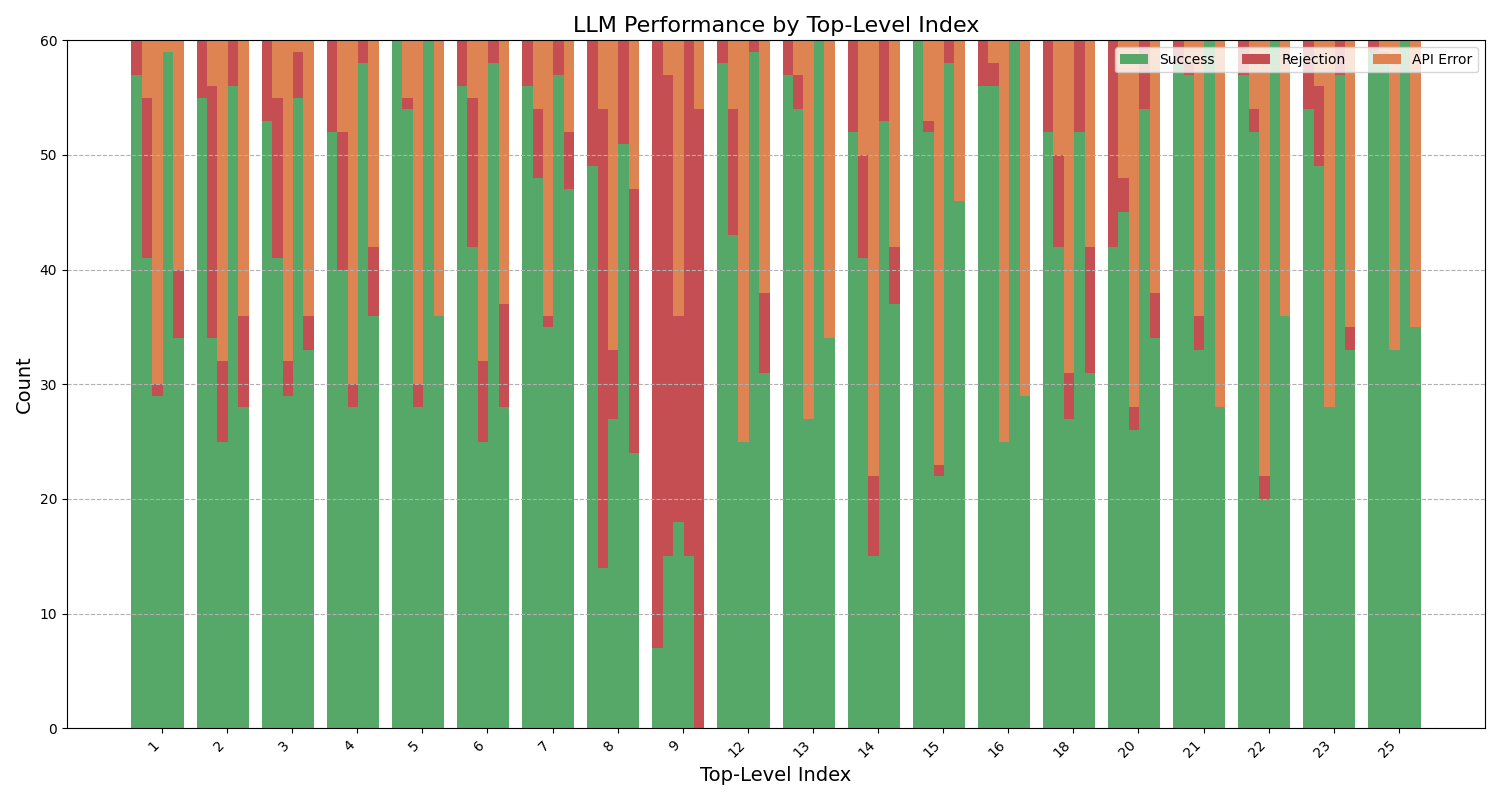 LLM Performance by Top-Level Index
Success Rejection API Error
Count
60
50
40
30
20
10
0
1 2 3 4 5 6 7 8 9 12 13 14 15 16 18 20 21 22 23 25
Top-Level Index